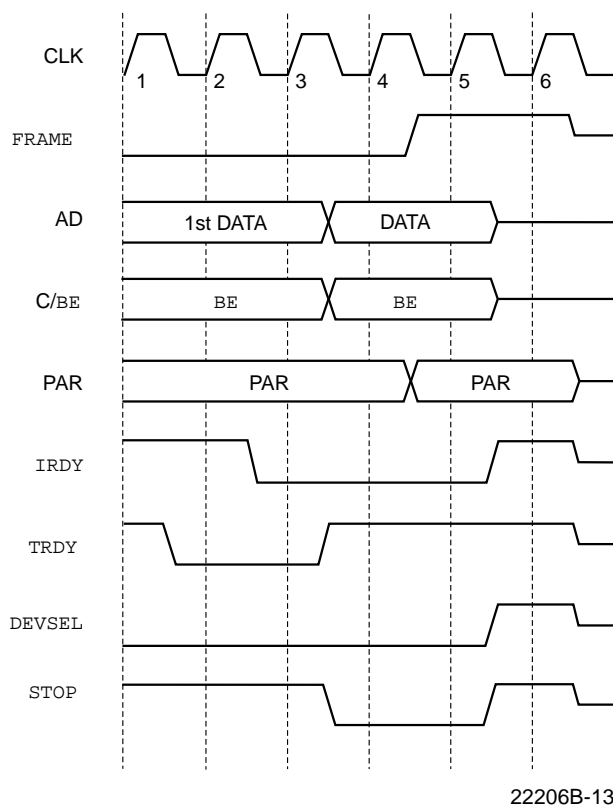 CLK
1 2 3 4 5 6
FRAME
AD 1st DATA DATA
C/BE BE BE
PAR PAR PAR
IRDY
TRDY
DEVSEL
STOP
22206B-13